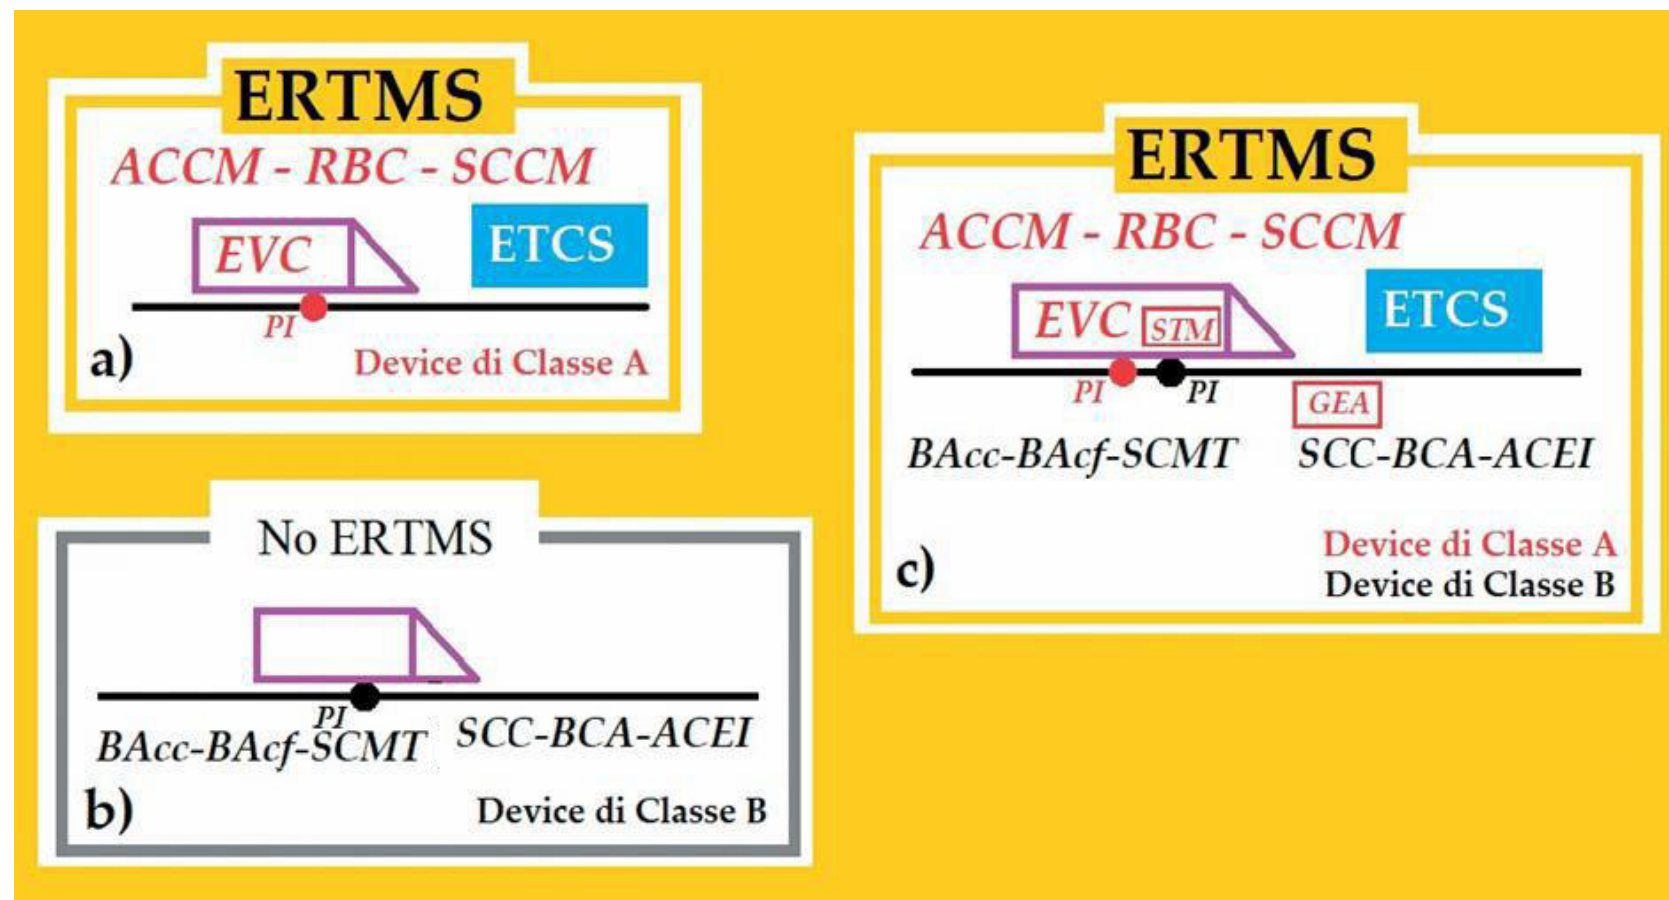 ERTMS
ACCM - RBC - SCCM
EVC
ETCS
PI
a)
Device di Classe A
No ERTMS
PI
BAcc-BAcf-SCMT
SCC-BCA-ACEI
b)
Device di Classe B
ERTMS
ACCM - RBC - SCCM
EVC STM
ETCS
PI PI
GEA
BAcc-BAcf-SCMT SCC-BCA-ACEI
c)
Device di Classe A
Device di Classe B